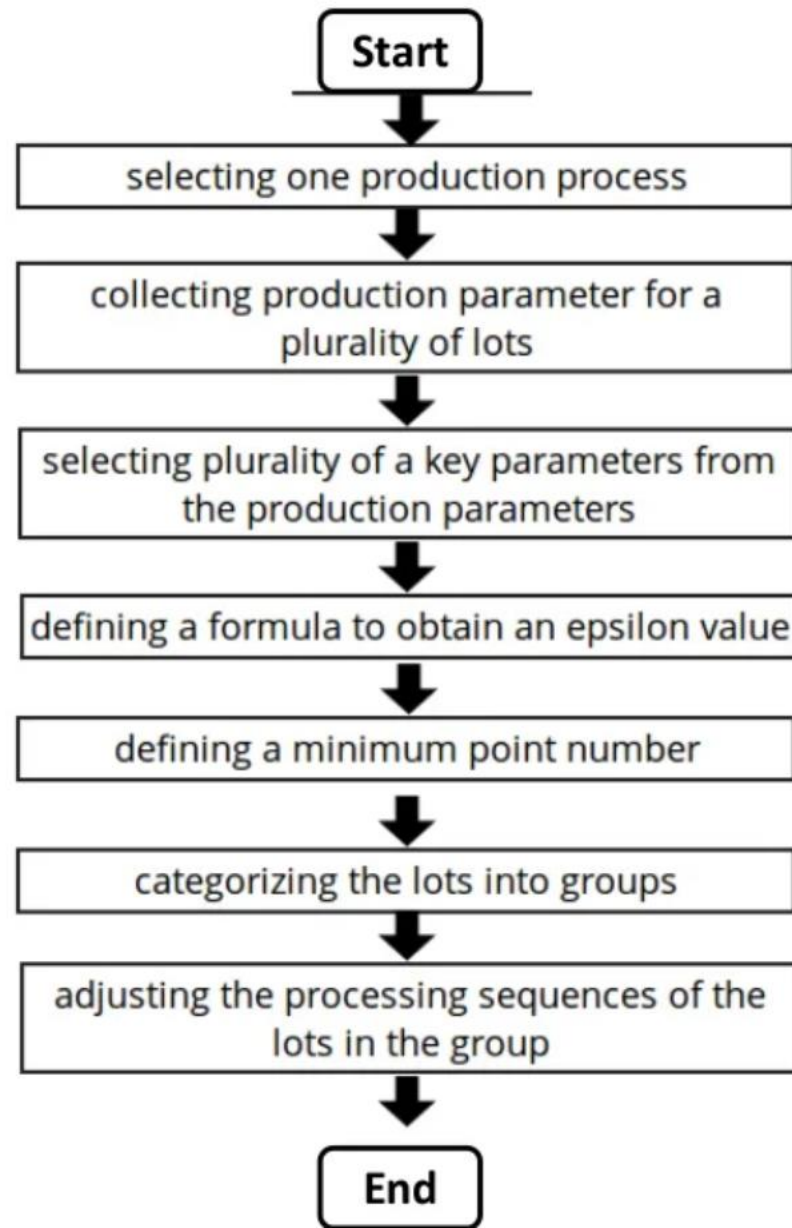 Start
selecting one production process
collecting production parameter for a
plurality of lots
selecting plurality of a key parameters from
the production parameters
defining a formula to obtain an epsilon value
defining a minimum point number
categorizing the lots into groups
adjusting the processing sequences of the
lots in the group
End